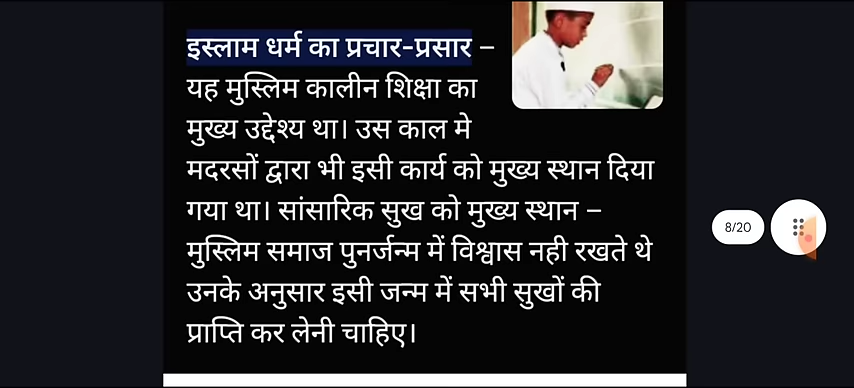 इस्लाम धर्म का प्रचार-प्रसार –
यह मुस्लिम कालीन शिक्षा का
मुख्य उद्देश्य था। उस काल मे
मदरसों द्वारा भी इसी कार्य को मुख्य स्थान दिया
गया था। सांसारिक सुख को मुख्य स्थान –
मुस्लिम समाज पुनर्जन्म में विश्वास नही रखते थे
उनके अनुसार इसी जन्म में सभी सुखों की
प्राप्ति कर लेनी चाहिए।
8/20